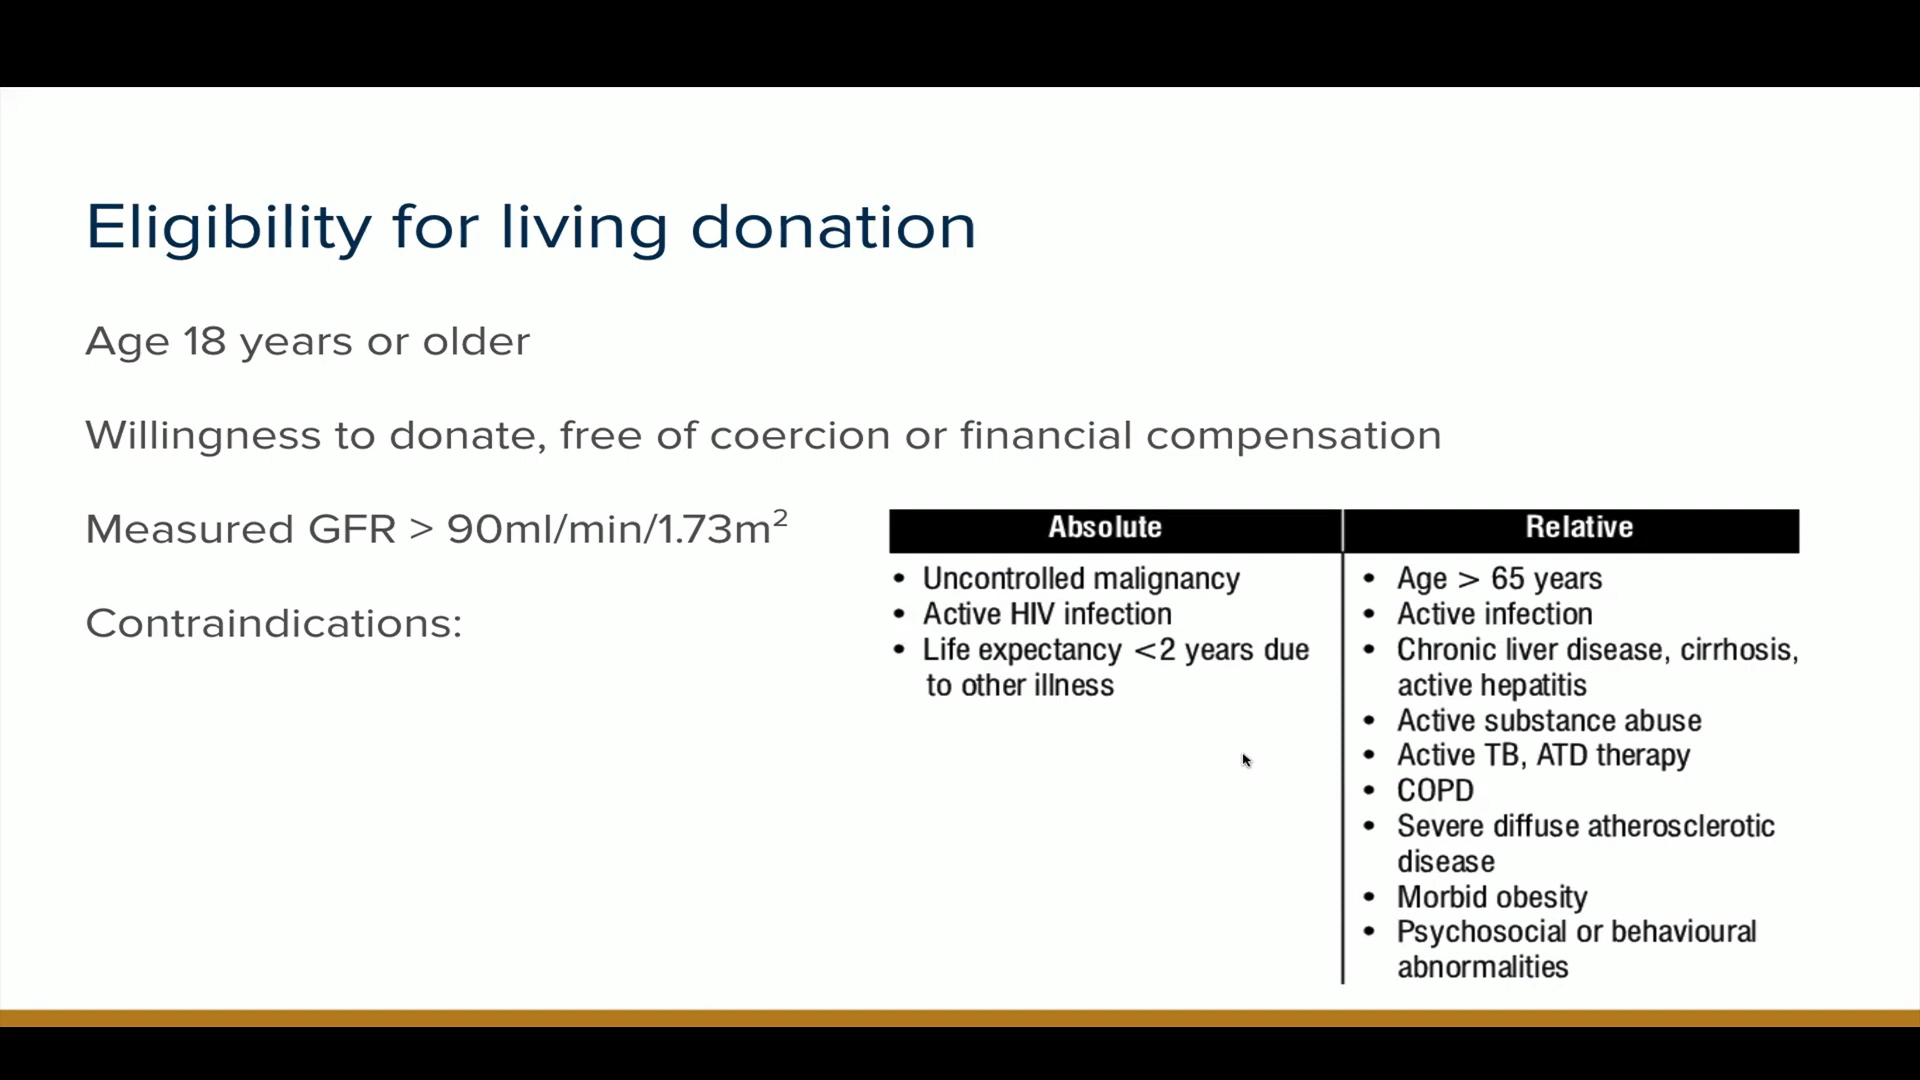 Eligibility for living donation
Age 18 years or older
Willingness to donate, free of coercion or financial compensation
Measured GFR > 90ml/min/1.73m²
Contraindications:
Absolute
• Uncontrolled malignancy
• Active HIV infection
• Life expectancy <2 years due
to other illness
Relative
• Age > 65 years
• Active infection
• Chronic liver disease, cirrhosis,
active hepatitis
• Active substance abuse
• Active TB, ATD therapy
• COPD
• Severe diffuse atherosclerotic
disease
• Morbid obesity
• Psychosocial or behavioural
abnormalities